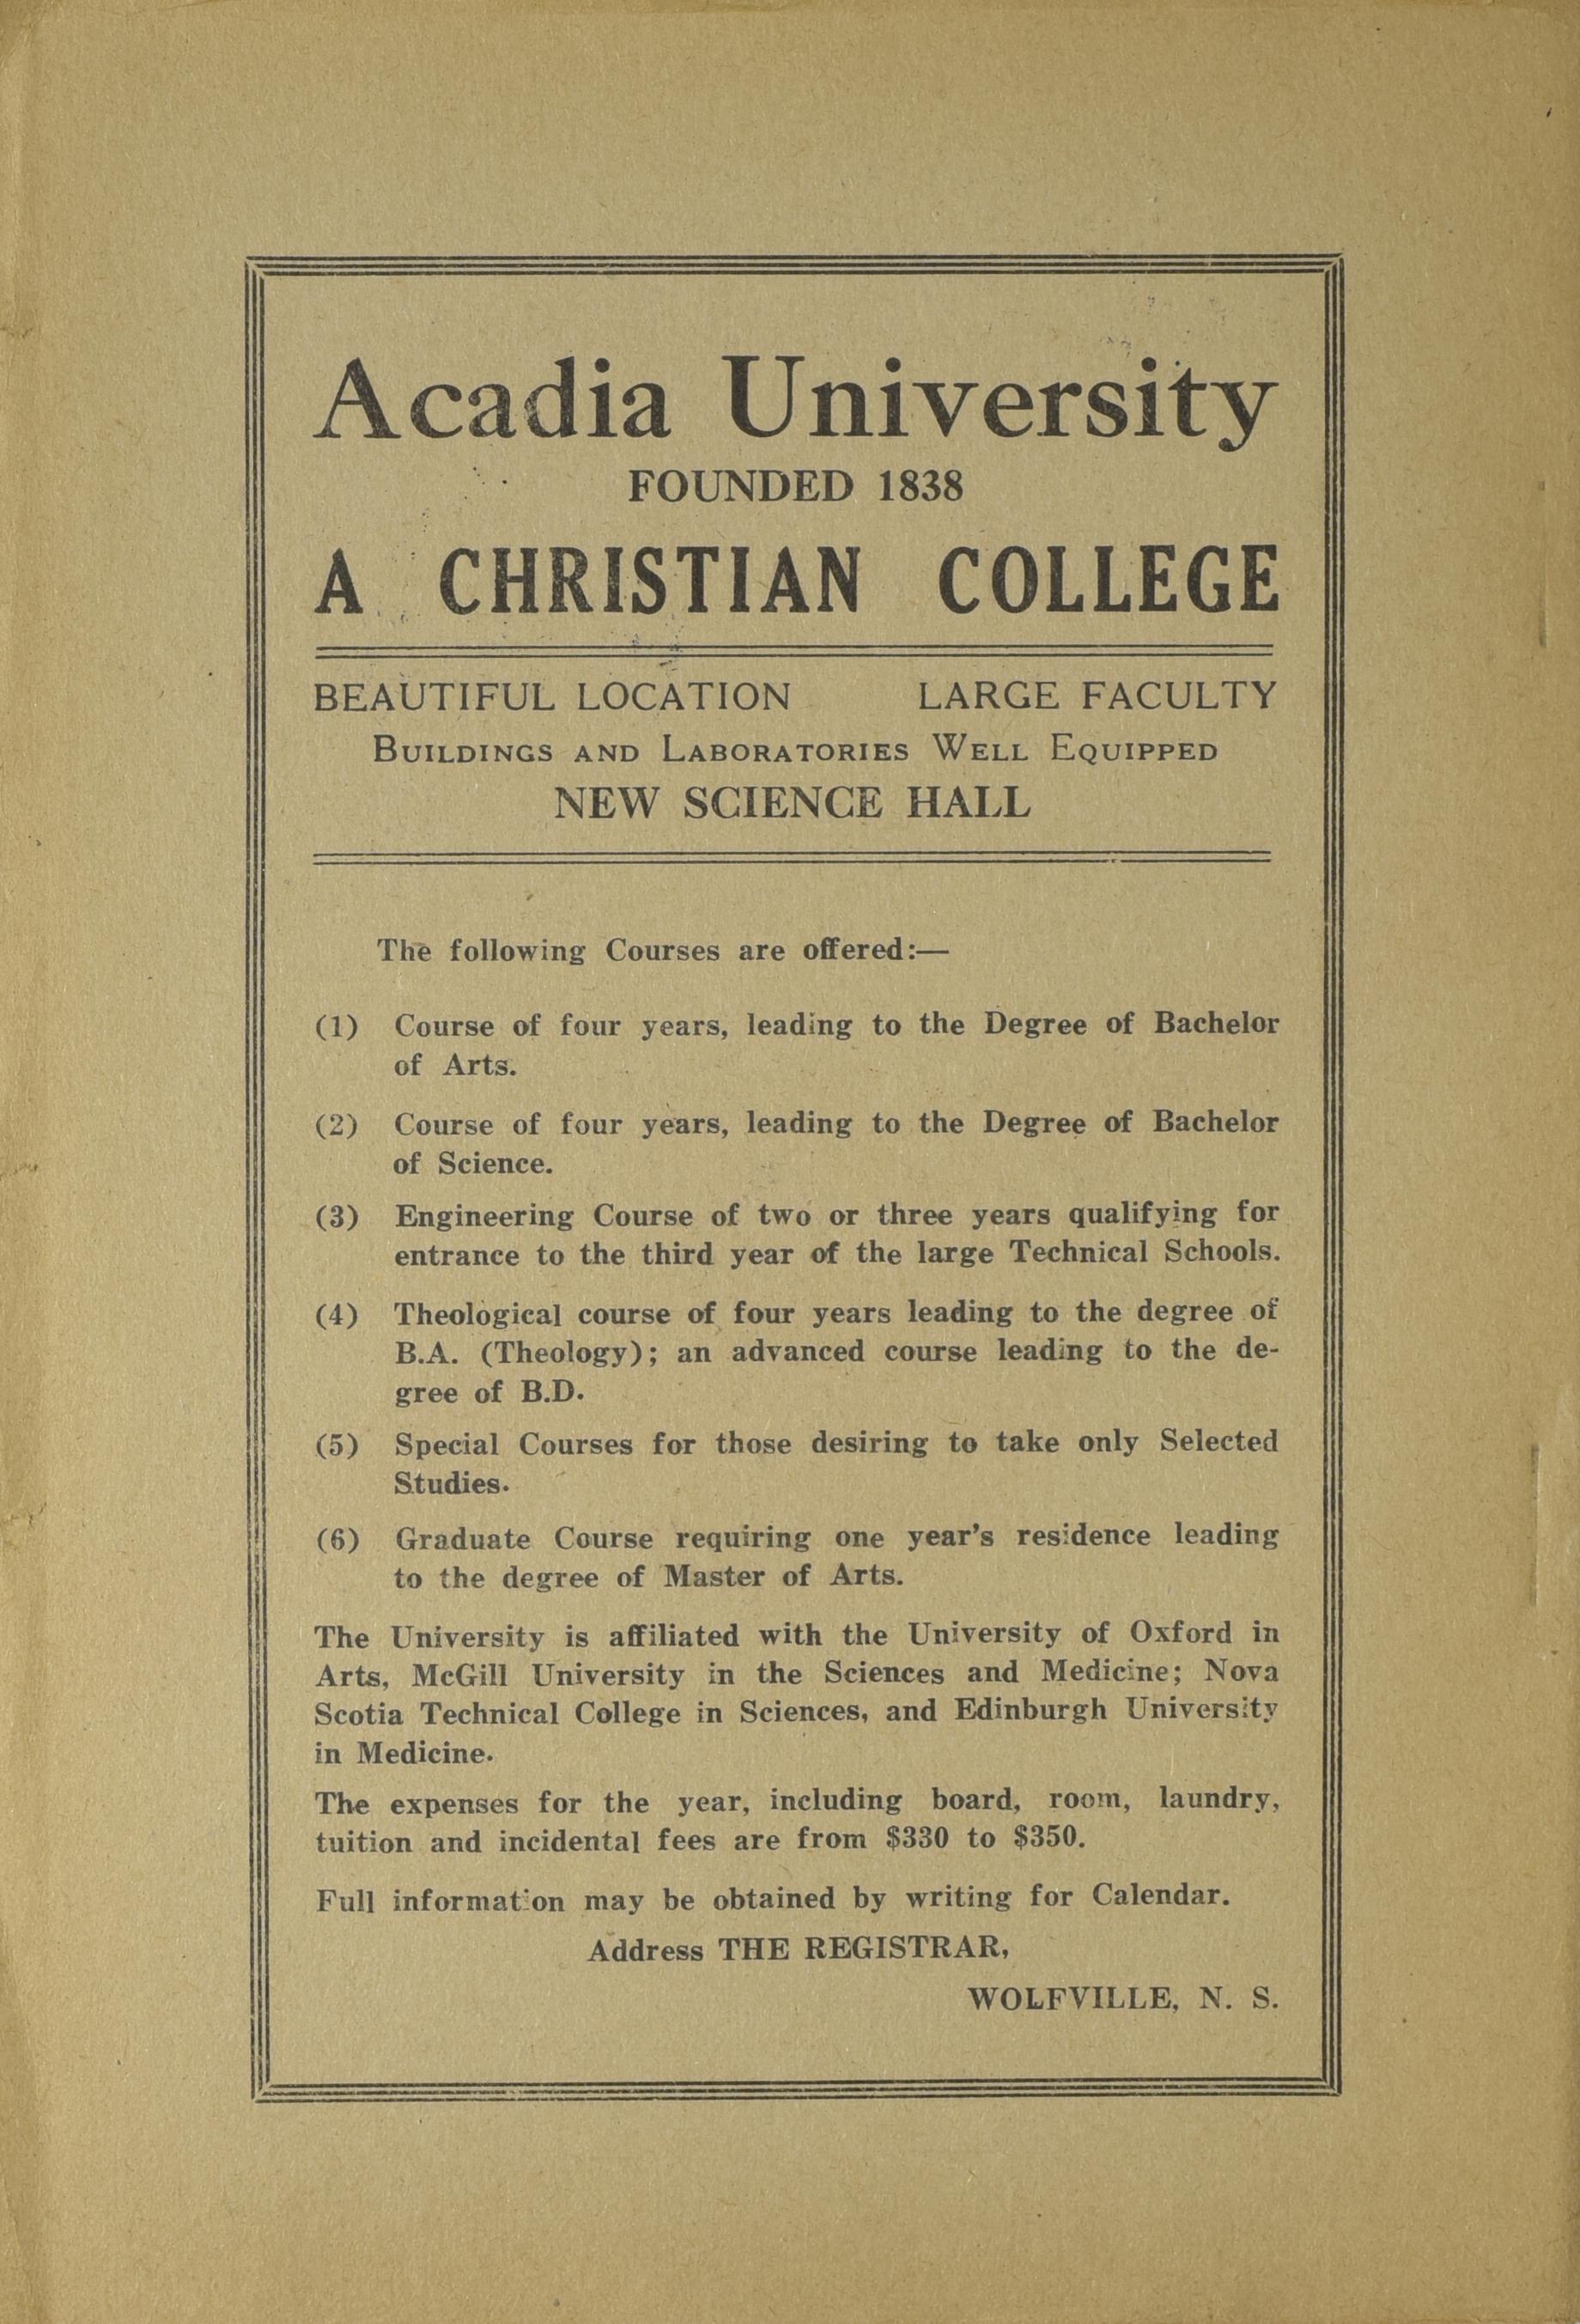 Acadia University
FOUNDED 1838
A CHRISTIAN COLLEGE
BEAUTIFUL LOCATION LARGE FACULTY
BUILDINGS AND LABORATORIES WELL EQUIPPED
NEW SCIENCE HALL
The following Courses are offered:—
(1) Course of four years, leading to the Degree of Bachelor
of Arts.
(2) Course of four years, leading to the Degree of Bachelor
of Science.
(3) Engineering Course of two or three years qualifying for
entrance to the third year of the large Technical Schools.
(4) Theological course of four years leading to the degree of
B.A. (Theology); an advanced course leading to the de-
gree of B.D.
(5) Special Courses for those desiring to take only Selected
Studies.
(6) Graduate Course requiring one year's residence leading
to the degree of Master of Arts.
The University is affiliated with the University of Oxford in
Arts, McGill University in the Sciences and Medicine; Nova
Scotia Technical College in Sciences, and Edinburgh University
in Medicine.
The expenses for the year, including board, room, laundry,
tuition and incidental fees are from $330 to $350.
Full information may be obtained by writing for Calendar.
Address THE REGISTRAR,
WOLFVILLE, N. S.